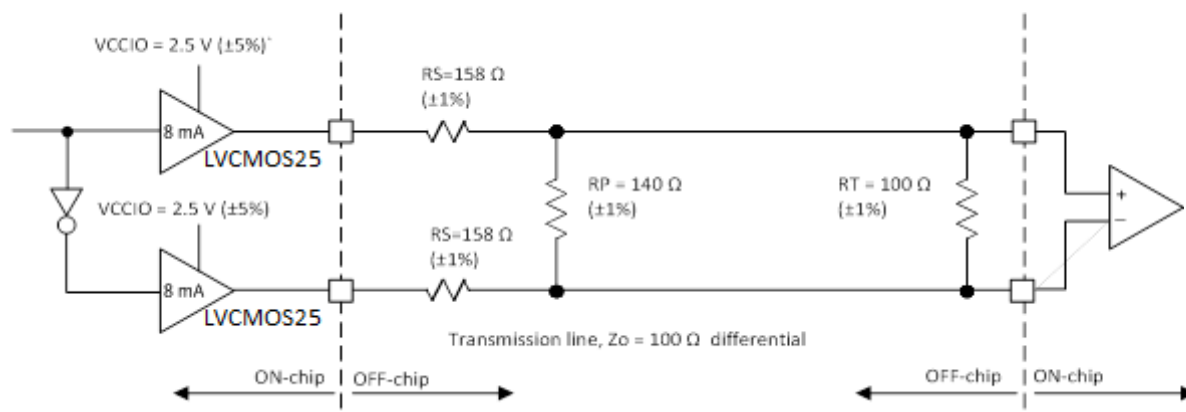 VCCIO = 2.5 V (±5%)`
RS=158 Ω
(±1%)
8 mA
LVCMOS25
RP = 140 Ω
(±1%)
RT = 100 Ω
(±1%)
+
−
VCCIO = 2.5 V (±5%)
RS=158 Ω
(±1%)
8 mA
LVCMOS25
Transmission line, Zo = 100 Ω differential
ON-chip
OFF-chip
OFF-chip
ON-chip